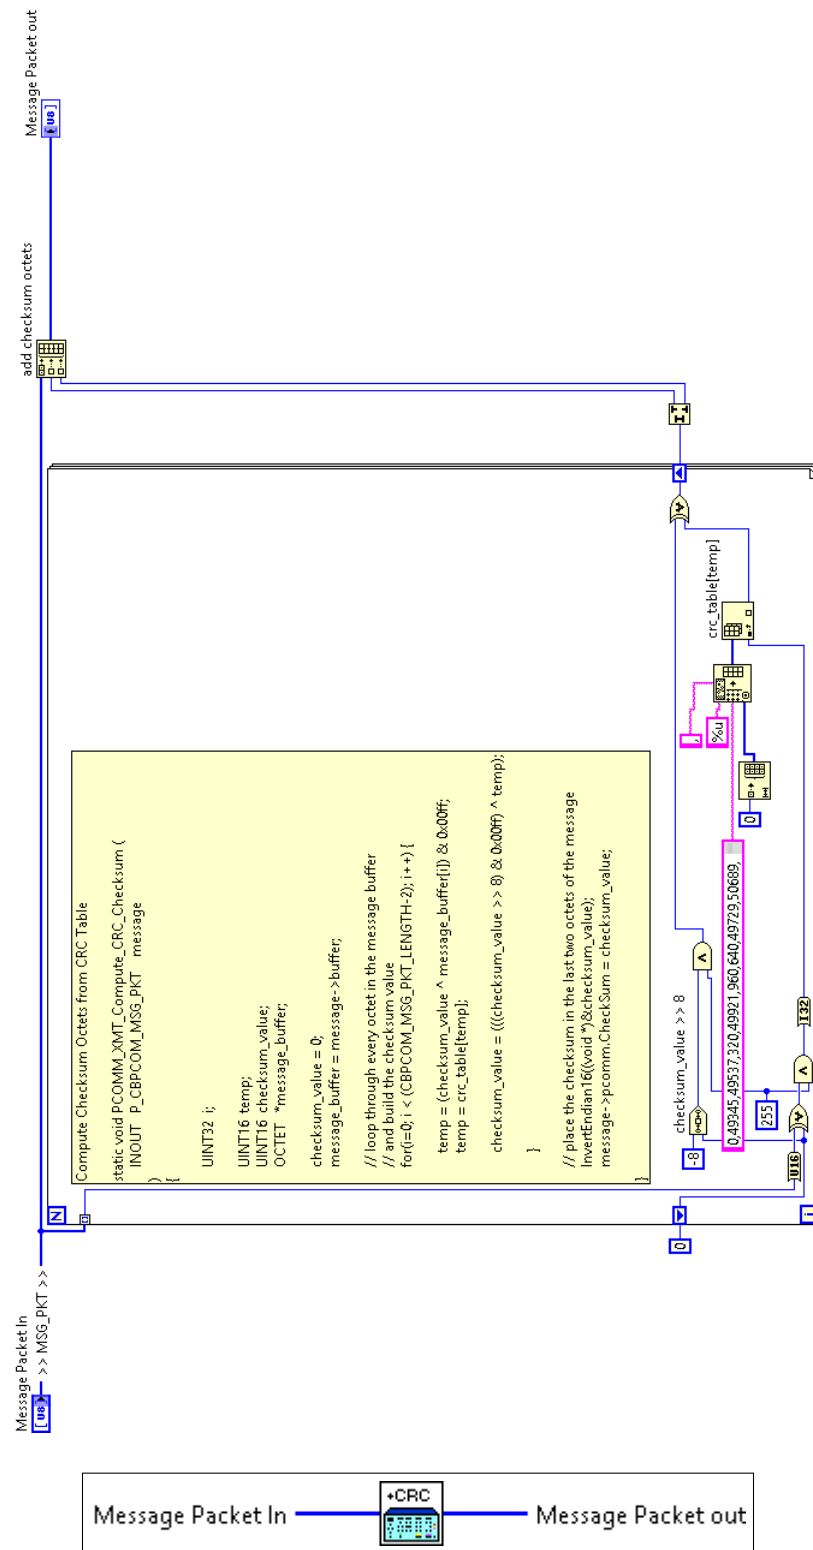 Message Packet In
[U8]
>> MSG_PKT >>
add checksum octets
Message Packet out
[U8]
N
Compute Checksum Octets from CRC Table
static void PCOMM_XMT_Compute_CRC_Checksum (
INOUT P_CBPCOM_MSG_PKT message
)
{
UINT32 i;
UINT16 temp;
UINT16 checksum_value;
OCTET *message_buffer;
checksum_value = 0;
message_buffer = message->buffer;
// loop through every octet in the message buffer
// and build the checksum value
for(i=0; i < (CBPCOM_MSG_PKT_LENGTH-2); i++) {
temp = (checksum_value ^ message_buffer[i]) & 0x00ff;
temp = crc_table[temp];
checksum_value = (((checksum_value >> 8) & 0x00ff) ^ temp);
}
// place the checksum in the last two octets of the message
InvertEndian16((void *)&checksum_value);
message->pcomm.CheckSum = checksum_value;
}
0
-8
checksum_value >> 8
0,49345,49537,320,49921,960,640,49729,50689,
0
,
%u
crc_table[temp]
255
U16
I32
i
Message Packet In
+CRC
Message Packet out